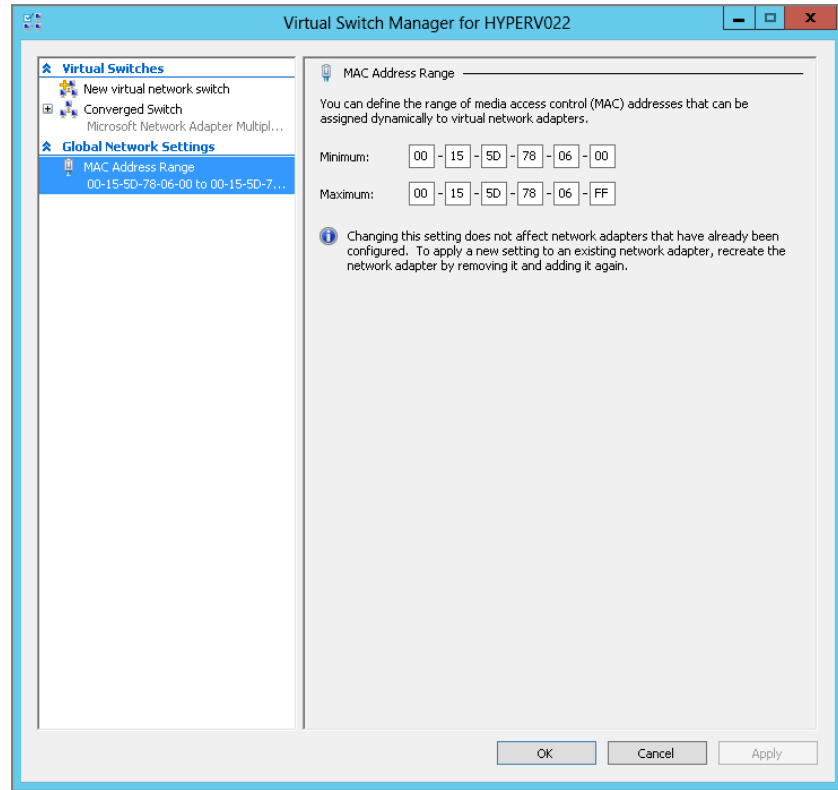 Virtual Switch Manager for HYPERV022
Virtual Switches
New virtual network switch
Converged Switch
Microsoft Network Adapter Multipl...
Global Network Settings
MAC Address Range
00-15-5D-78-06-00 to 00-15-5D-7...
MAC Address Range
You can define the range of media access control (MAC) addresses that can be
assigned dynamically to virtual network adapters.
Minimum: 00 - 15 - 5D - 78 - 06 - 00
Maximum: 00 - 15 - 5D - 78 - 06 - FF
Changing this setting does not affect network adapters that have already been
configured. To apply a new setting to an existing network adapter, recreate the
network adapter by removing it and adding it again.
OK Cancel Apply